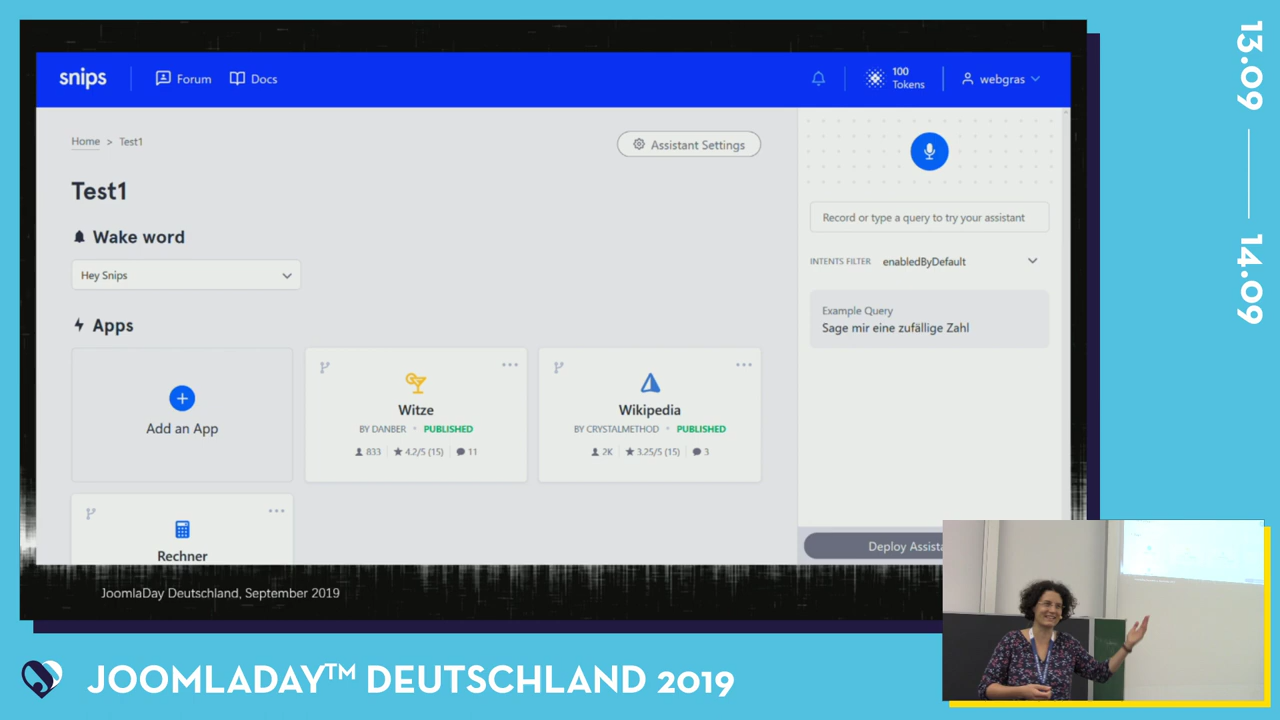 snips
Forum
Docs
100
Tokens
webgras
Home > Test1
Assistant Settings
Test1
Wake word
Hey Snips
Apps
Add an App
Witze
BY DANBER • PUBLISHED
833 4.2/5 (15) 11
Wikipedia
BY CRYSTALMETHOD • PUBLISHED
2K 3.25/5 (15) 3
Rechner
Record or type a query to try your assistant
INTENTS FILTER enabledByDefault
Example Query
Sage mir eine zufällige Zahl
Deploy Assista
JoomlaDay Deutschland, September 2019
JOOMLADAY™ DEUTSCHLAND 2019
13.09
14.09